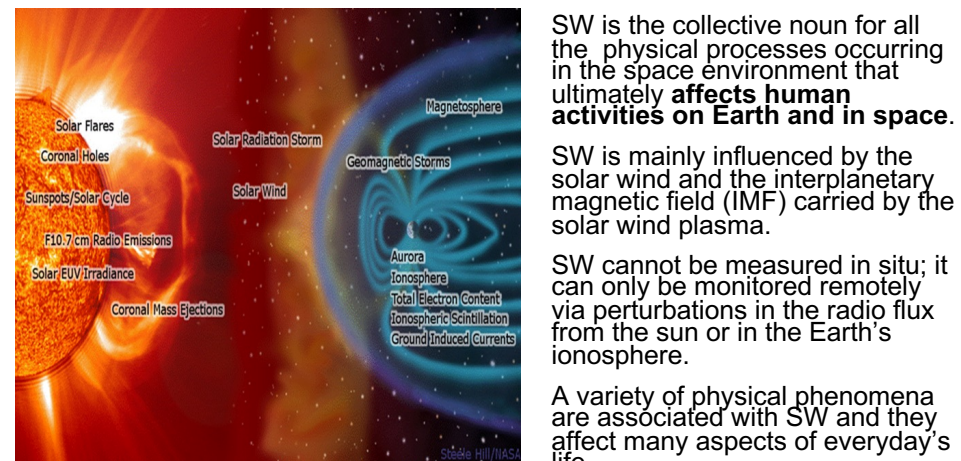 Solar Flares
Coronal Holes
Sunspots/Solar Cycle
F10.7 cm Radio Emissions
Solar EUV Irradiance
Coronal Mass Ejections
Solar Radiation Storm
Solar Wind
Magnetosphere
Geomagnetic Storms
Aurora
Ionosphere
Total Electron Content
Ionospheric Scintillation
Ground Induced Currents
Steele Hill/NASA
SW is the collective noun for all
the physical processes occurring
in the space environment that
ultimately affects human
activities on Earth and in space.
SW is mainly influenced by the
solar wind and the interplanetary
magnetic field (IMF) carried by the
solar wind plasma.
SW cannot be measured in situ; it
can only be monitored remotely
via perturbations in the radio flux
from the sun or in the Earth's
ionosphere.
A variety of physical phenomena
are associated with SW and they
affect many aspects of everyday's
life